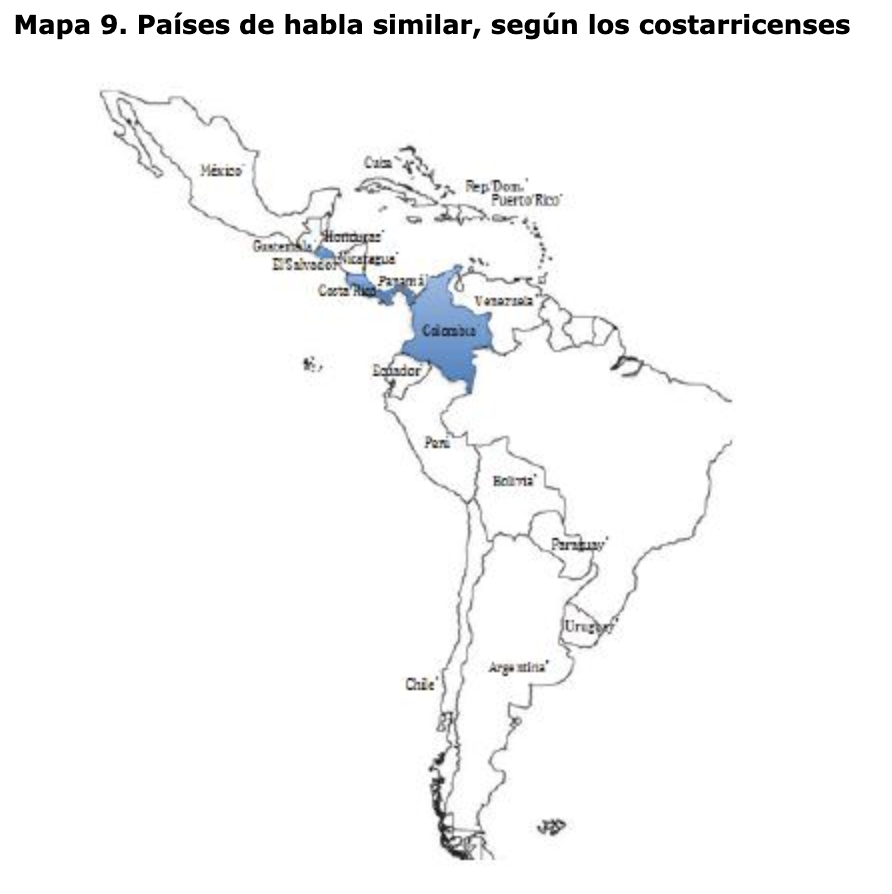 Mapa 9. Países de habla similar, según los costarricenses
México
Cuba
Rep.Dom.
Puerto Rico
Honduras
Guatemala
Nicaragua
El Salvador
Panamá
Costa Rica
Venezuela
Colombia
Ecuador
Perú
Bolivia
Paraguay
Uruguay
Argentina
Chile